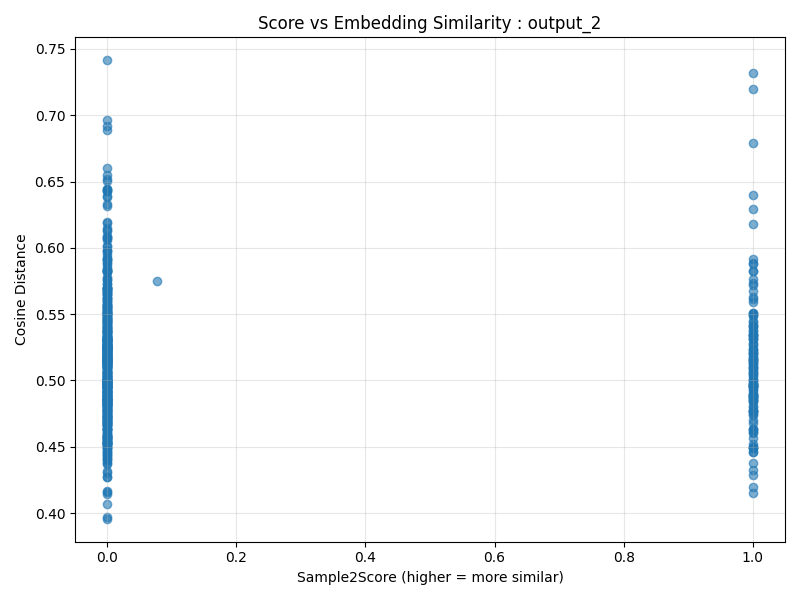 Score vs Embedding Similarity : output_2
Cosine Distance
0.75
0.70
0.65
0.60
0.55
0.50
0.45
0.40
0.0 0.2 0.4 0.6 0.8 1.0
Sample2Score (higher = more similar)